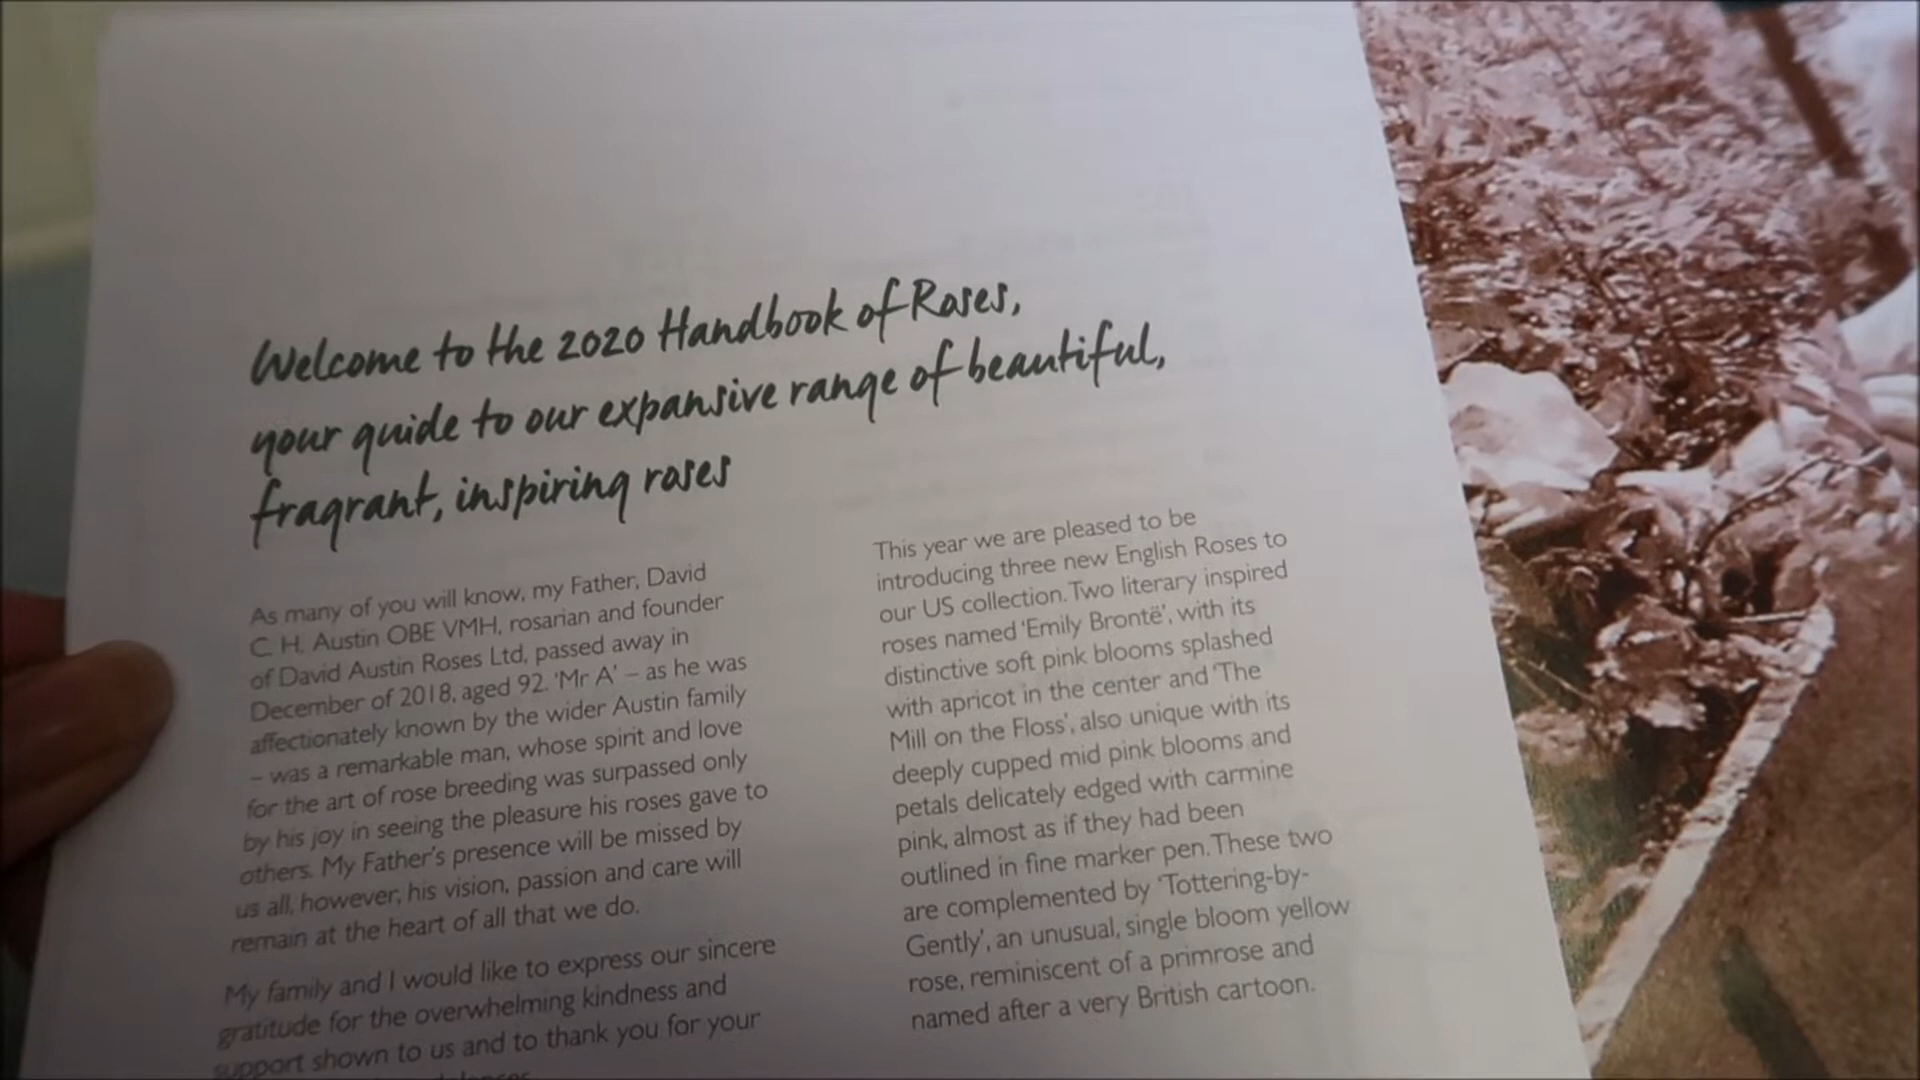 Welcome to the 2020 Handbook of Roses,
your guide to our expansive range of beautiful,
fragrant, inspiring roses
As many of you will know, my Father, David
C. H. Austin OBE VMH, rosarian and founder
of David Austin Roses Ltd, passed away in
December of 2018, aged 92. 'Mr A' – as he was
affectionately known by the wider Austin family
– was a remarkable man, whose spirit and love
for the art of rose breeding was surpassed only
by his joy in seeing the pleasure his roses gave to
others. My Father's presence will be missed by
us all, however, his vision, passion and care will
remain at the heart of all that we do.
My family and I would like to express our sincere
gratitude for the overwhelming kindness and
support shown to us and to thank you for your
This year we are pleased to be
introducing three new English Roses to
our US collection. Two literary inspired
roses named 'Emily Brontë', with its
distinctive soft pink blooms splashed
with apricot in the center and 'The
Mill on the Floss', also unique with its
deeply cupped mid pink blooms and
petals delicately edged with carmine
pink, almost as if they had been
outlined in fine marker pen. These two
are complemented by 'Tottering-by-
Gently', an unusual, single bloom yellow
rose, reminiscent of a primrose and
named after a very British cartoon.